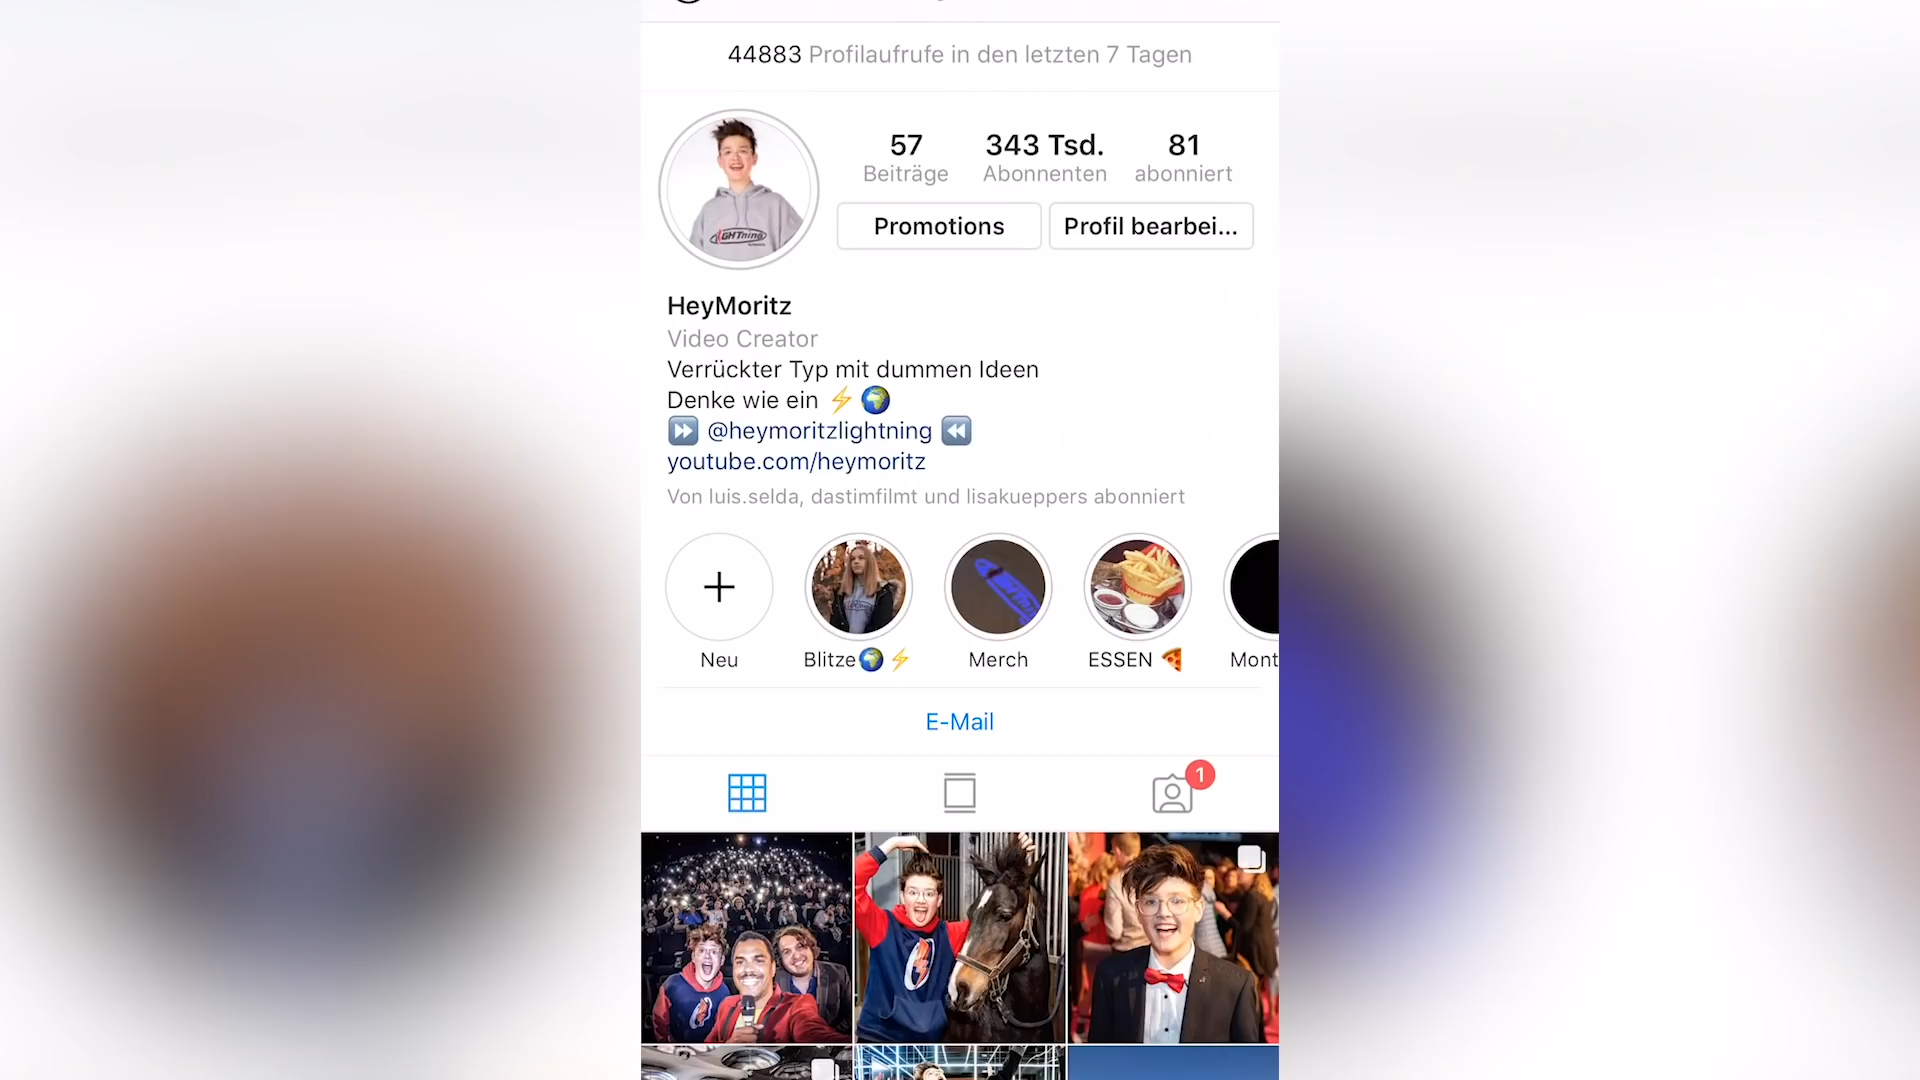 44883 Profilaufrufe in den letzten 7 Tagen
57 343 Tsd. 81
Beiträge Abonnenten abonniert
Promotions Profil bearbei...
LIGHTning
HeyMoritz
Video Creator
Verrückter Typ mit dummen Ideen
Denke wie ein ⚡🌍
⏩ @heymoritzlightning ⏪
youtube.com/heymoritz
Von luis.selda, dastimfilmt und lisakueppers abonniert
Neu Blitze🌍⚡ Merch ESSEN 🍕 Mont
E-Mail
1